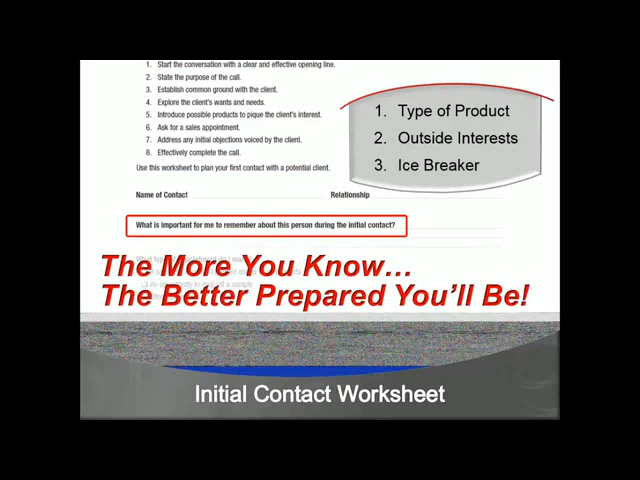 1. Start the conversation with a clear and effective opening line.
2. State the purpose of the call.
3. Establish common ground with the client.
4. Explore the client's wants and needs.
5. Introduce possible products to pique the client's interest.
6. Ask for a sales appointment.
7. Address any initial objections voiced by the client.
8. Effectively complete the call.
Use this worksheet to plan your first contact with a potential client.
1. Type of Product
2. Outside Interests
3. Ice Breaker
Name of Contact Relationship
What is important for me to remember about this person during the initial contact?
The More You Know…
The Better Prepared You'll Be!
Initial Contact Worksheet